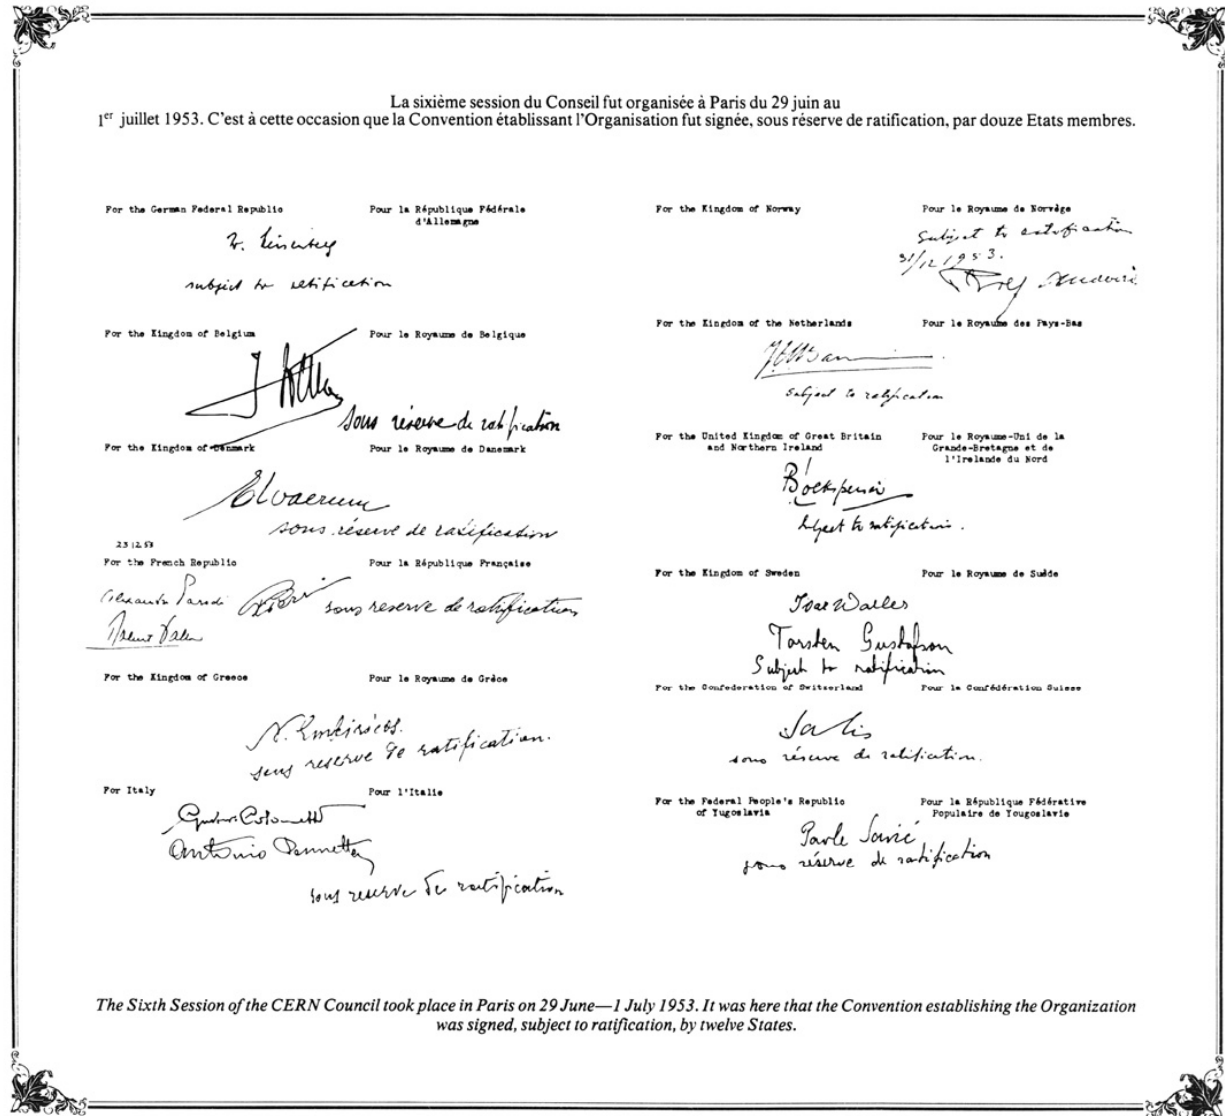 La sixième session du Conseil fut organisée à Paris du 29 juin au
1er juillet 1953. C'est à cette occasion que la Convention établissant l'Organisation fut signée, sous réserve de ratification, par douze Etats membres.
For the German Federal Republic
Pour la République Fédérale
d'Allemagne
subject to ratification
For the Kingdom of Belgium
Pour le Royaume de Belgique
sous réserve de ratification
For the Kingdom of Denmark
Pour le Royaume de Danemark
sous réserve de ratification
23 12 53
For the French Republic
Pour la République Française
Alexandre Parodi
sous reserve de ratification
For the Kingdom of Greece
Pour le Royaume de Grèce
sous reserve de ratification.
For Italy
Pour l'Italie
Antonio Pennetta
sous reserve de ratification
For the Kingdom of Norway
Pour le Royaume de Norvège
Subject to ratification
31/12 1953.
For the Kingdom of the Netherlands
Pour le Royaume des Pays-Bas
subject to ratification
For the United Kingdom of Great Britain
and Northern Ireland
Pour le Royaume-Uni de la
Grande-Bretagne et de
l'Irelande du Nord
Subject to ratification.
For the Kingdom of Sweden
Pour le Royaume de Suède
Ivar Waller
Torsten Gustafson
Subject to ratification
For the Confederation of Switzerland
Pour la Confédération Suisse
Salis
sous réserve de ratification.
For the Federal People's Republic
of Yugoslavia
Pour la République Fédérative
Populaire de Yougoslavie
Pavle Savić
sous réserve de ratification
The Sixth Session of the CERN Council took place in Paris on 29 June—1 July 1953. It was here that the Convention establishing the Organization
was signed, subject to ratification, by twelve States.